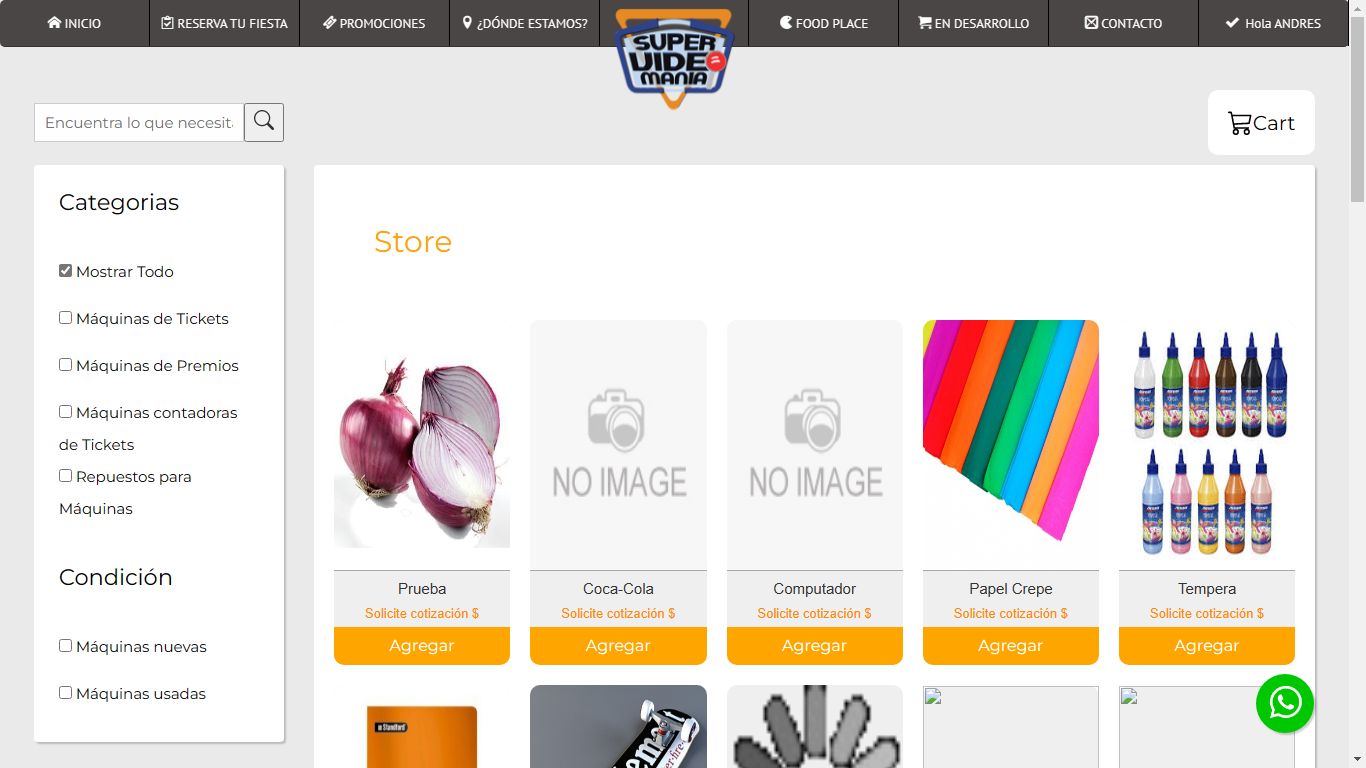 INICIO
RESERVA TU FIESTA
PROMOCIONES
¿DÓNDE ESTAMOS?
SUPER
VIDE
MANIA
FOOD PLACE
EN DESARROLLO
CONTACTO
Hola ANDRES
Encuentra lo que necesit
Cart
Categorias
Mostrar Todo
Máquinas de Tickets
Máquinas de Premios
Máquinas contadoras
de Tickets
Repuestos para
Máquinas
Condición
Máquinas nuevas
Máquinas usadas
Store
NO IMAGE
NO IMAGE
Prueba
Coca-Cola
Computador
Papel Crepe
Tempera
Solicite cotización $
Solicite cotización $
Solicite cotización $
Solicite cotización $
Solicite cotización $
Agregar
Agregar
Agregar
Agregar
Agregar
Standford